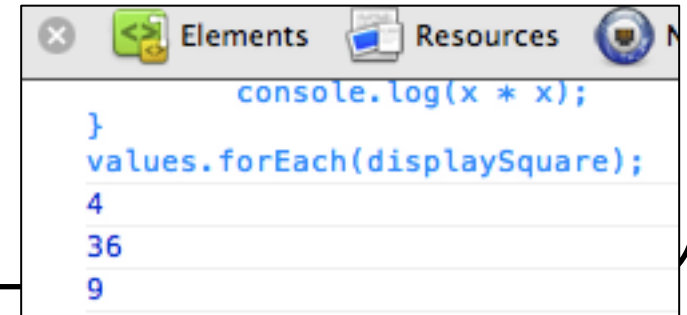 Elements Resources N
console.log(x * x);
}
values.forEach(displaySquare);
4
36
9